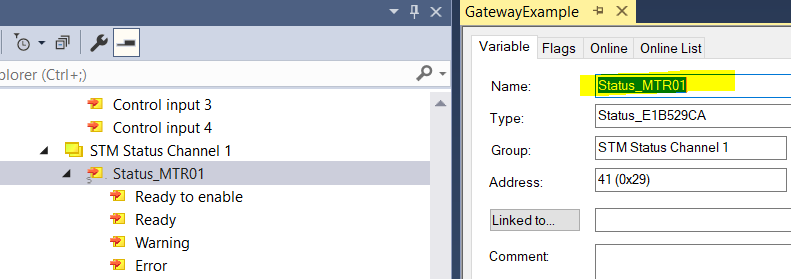 GatewayExample
Variable Flags Online Online List
xplorer (Ctrl+;)
Control input 3
Control input 4
STM Status Channel 1
Status_MTR01
Ready to enable
Ready
Warning
Error
Name: Status_MTR01
Type: Status_E1B529CA
Group: STM Status Channel 1
Address: 41 (0x29)
Linked to...
Comment: